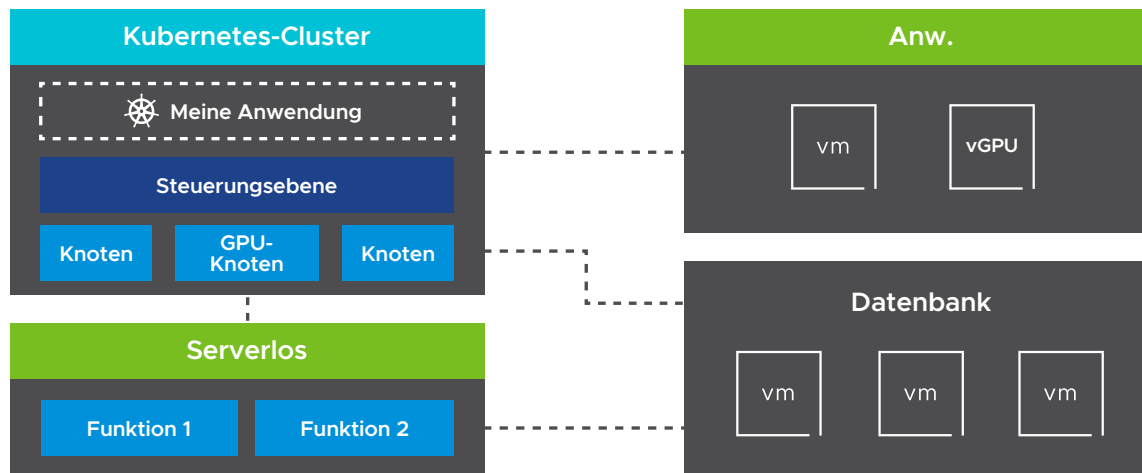 Kubernetes-Cluster
Meine Anwendung
Steuerungsebene
Knoten
GPU-
Knoten
Knoten
Serverlos
Funktion 1
Funktion 2
Anw.
vm
vGPU
Datenbank
vm
vm
vm